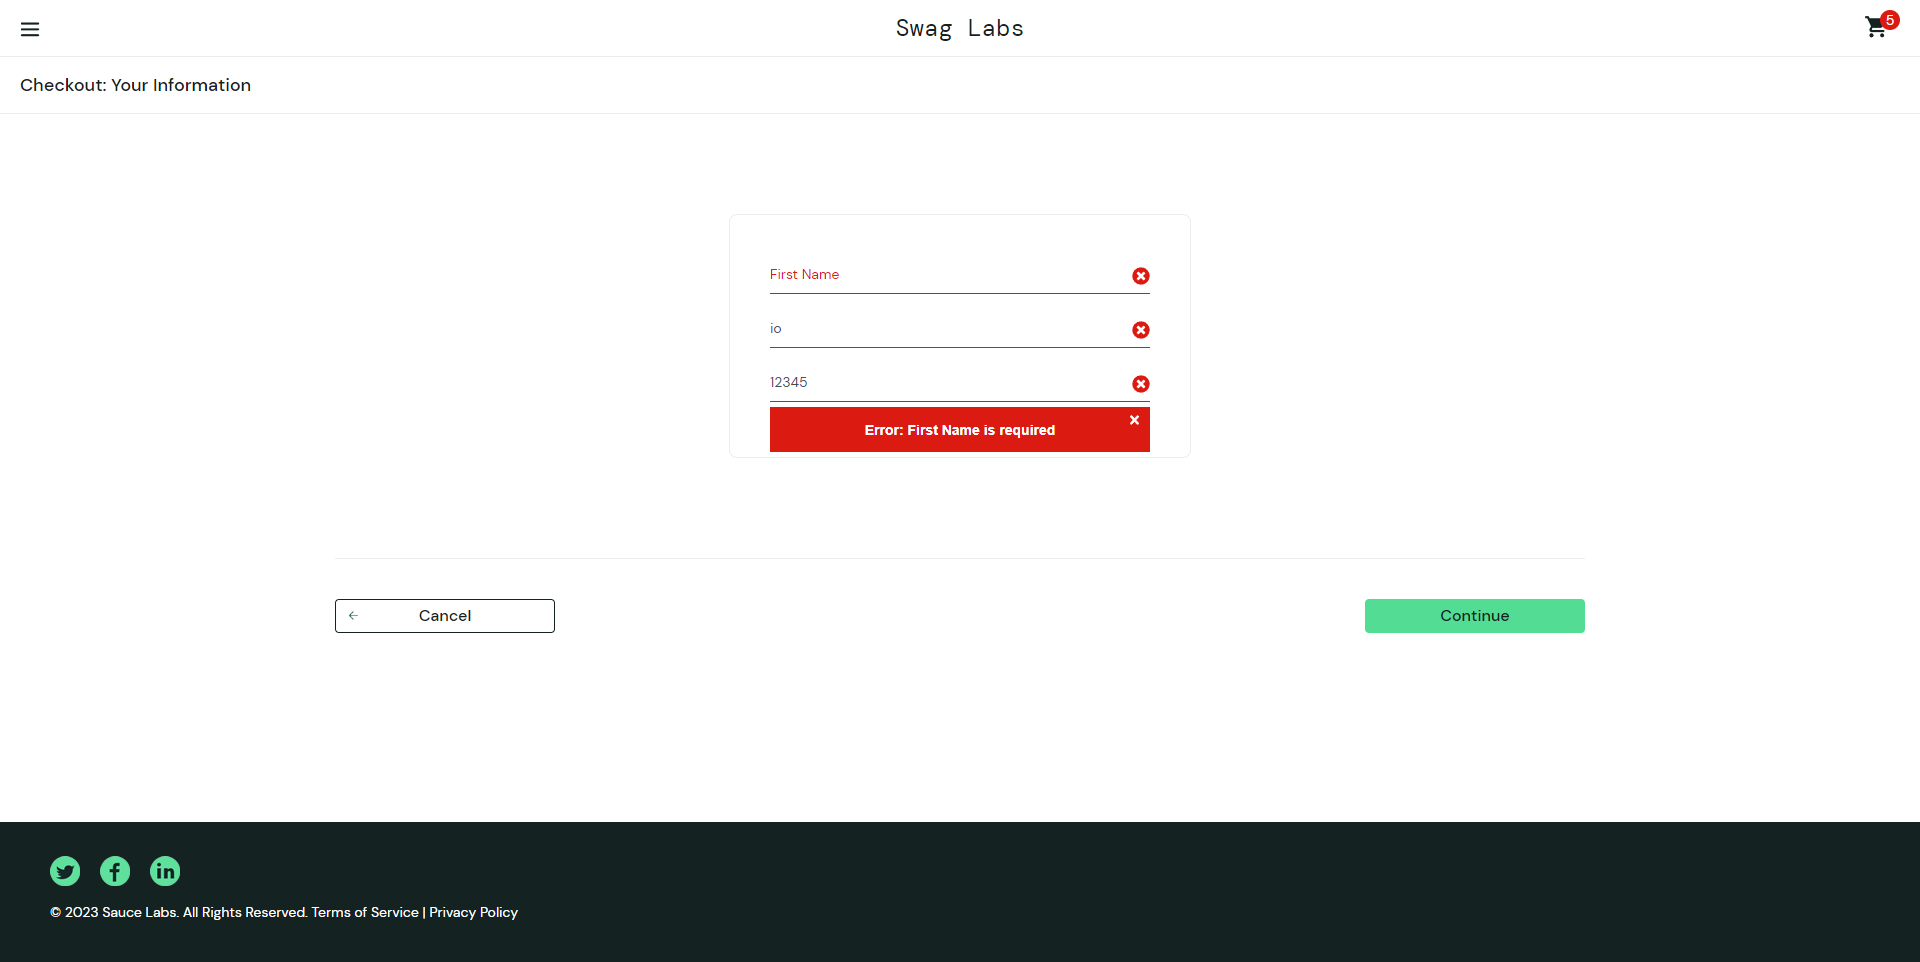 Swag Labs
5
Checkout: Your Information
First Name
io
12345
Error: First Name is required
Cancel
Continue
© 2023 Sauce Labs. All Rights Reserved. Terms of Service | Privacy Policy